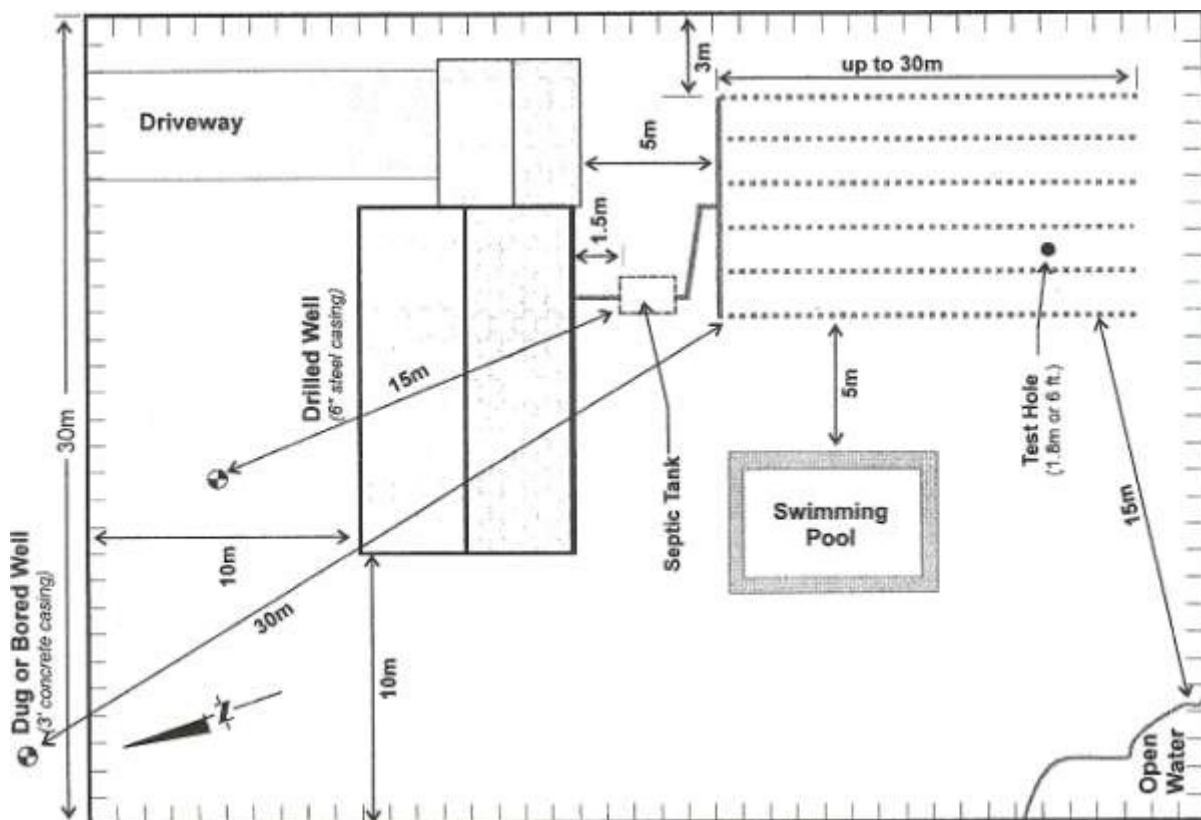 Driveway
3m
up to 30m
5m
1.5m
Drilled Well
(6" steel casing)
15m
30m
Septic Tank
5m
Test Hole
(1.8m or 6 ft.)
Swimming
Pool
15m
10m
Dug or Bored Well
(3' concrete casing)
30m
10m
N
Open
Water